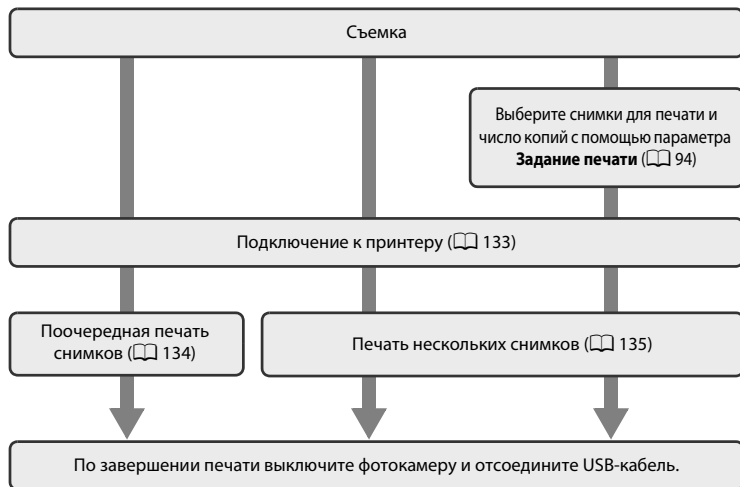 Съемка
Выберите снимки для печати и
число копий с помощью параметра
Задание печати (94)
Подключение к принтеру (133)
Поочередная печать
снимков (134)
Печать нескольких снимков (135)
По завершении печати выключите фотокамеру и отсоедините USB-кабель.